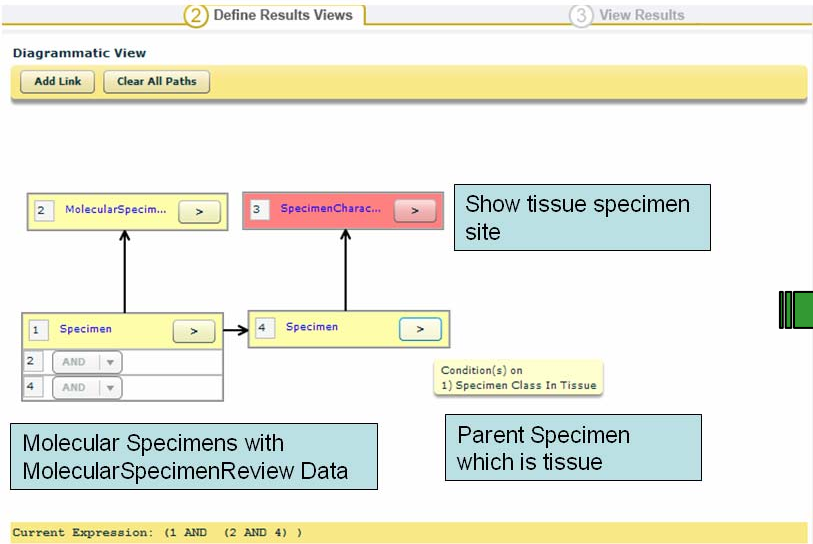 2 Define Results Views
3 View Results
Diagrammatic View
Add Link
Clear All Paths
2 MolecularSpecim... >
3 SpecimenCharac... >
Show tissue specimen
site
1 Specimen >
4 Specimen >
2 AND
4 AND
Condition(s) on
1) Specimen Class In Tissue
Molecular Specimens with
MolecularSpecimenReview Data
Parent Specimen
which is tissue
Current Expression: (1 AND (2 AND 4) )